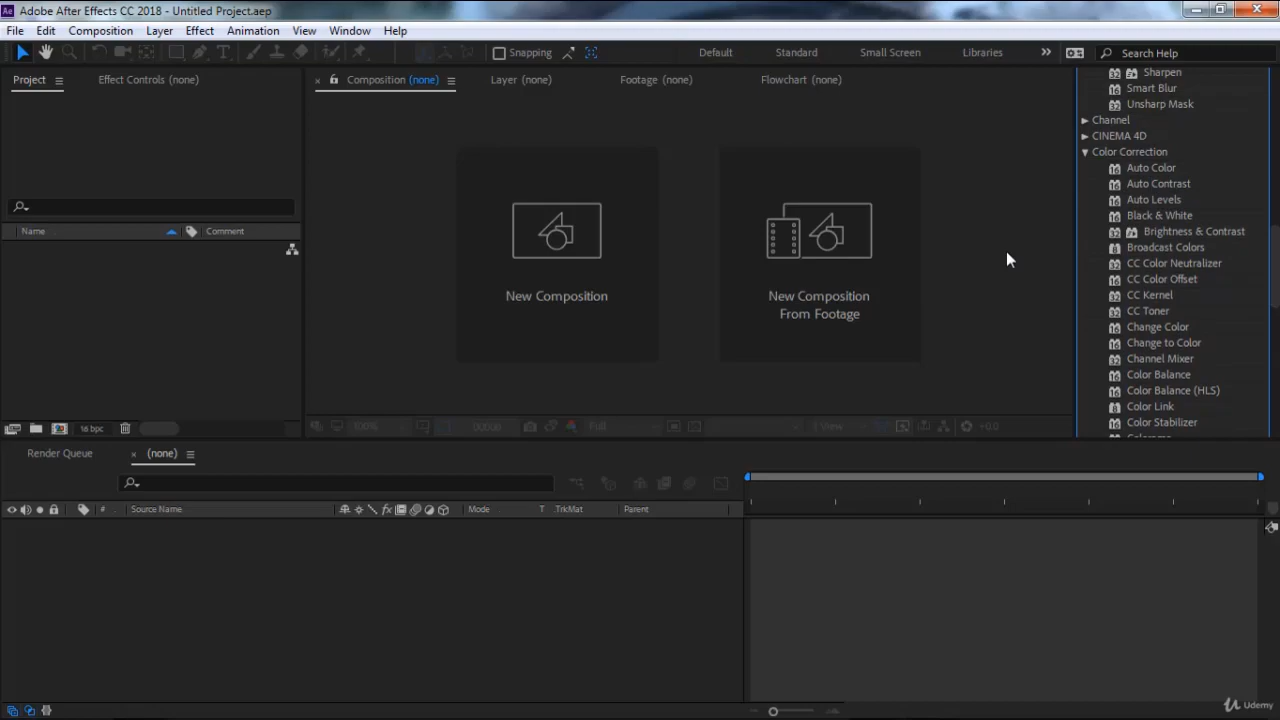 Adobe After Effects CC 2018 - Untitled Project.aep
File Edit Composition Layer Effect Animation View Window Help
Snapping Default Standard Small Screen Libraries Search Help
Project Effect Controls (none) Composition (none) Layer (none) Footage (none) Flowchart (none)
Sharpen
Smart Blur
Unsharp Mask
Channel
CINEMA 4D
Color Correction
Auto Color
Auto Contrast
Auto Levels
Black & White
Brightness & Contrast
Broadcast Colors
CC Color Neutralizer
CC Color Offset
CC Kernel
CC Toner
Change Color
Change to Color
Channel Mixer
Color Balance
Color Balance (HLS)
Color Link
Color Stabilizer
Name Comment
New Composition
New Composition
From Footage
16 bpc
100% Full +0.0
Render Queue (none)
# Source Name Mode T .TrkMat Parent
Udemy